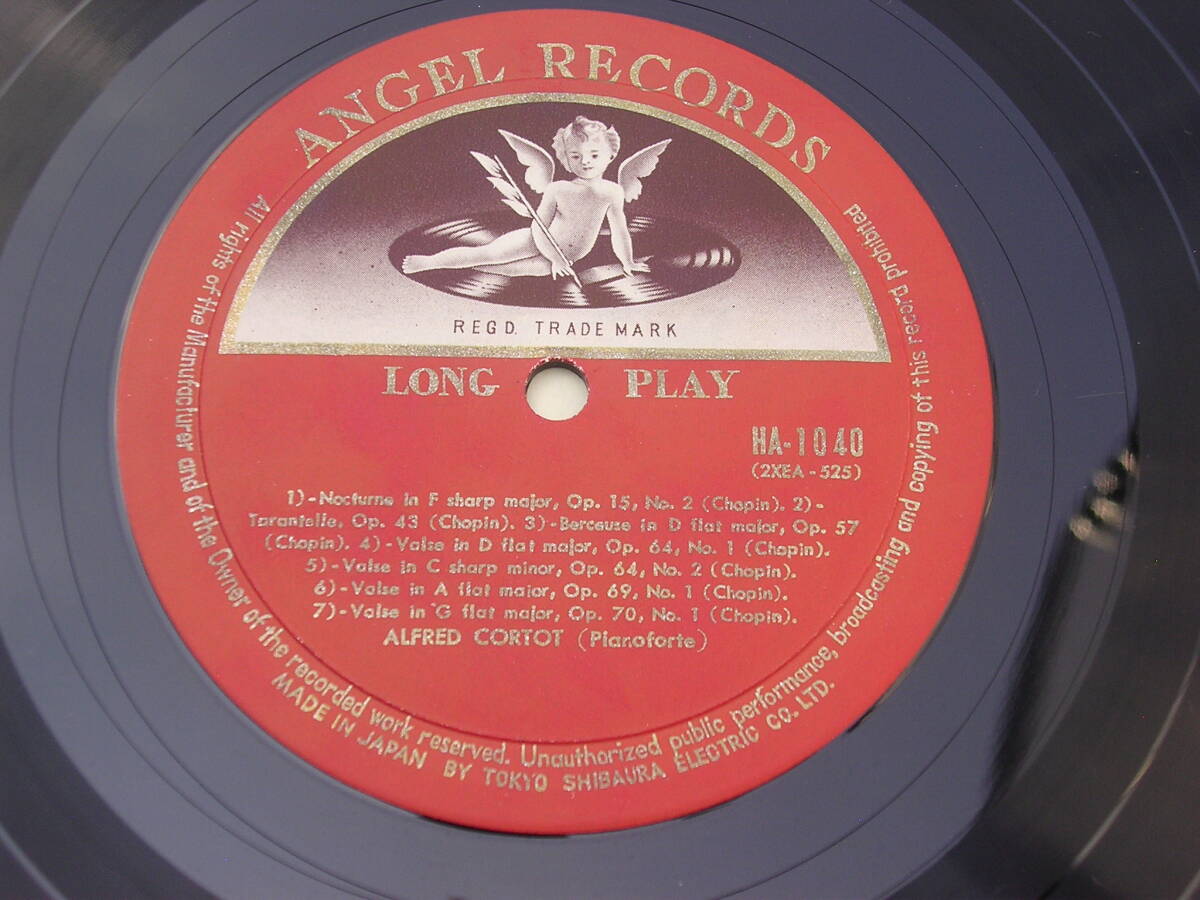 ANGEL RECORDS
REGD. TRADE MARK
LONG PLAY
HA-1040
(2XEA-525)
1)-Nocturne in F sharp major, Op. 15, No. 2 (Chopin). 2)-
Tarantelle, Op. 43 (Chopin). 3)-Berceuse in D flat major, Op. 57
(Chopin). 4)-Valse in D flat major, Op. 64, No. 1 (Chopin).
5)-Valse in C sharp minor, Op. 64, No. 2 (Chopin).
6)-Valse in A flat maior, Op. 69, No. 1 (Chopin).
7)-Valse in G flat major, Op. 70, No. 1 (Chopin).
ALFRED CORTOT (Pianoforte)
All rights of the Manufacturer and of the Owner of the recorded work reserved. Unauthorized public performance, broadcasting and copying of this record prohibited
MADE IN JAPAN BY TOKYO SHIBAURA ELECTRIC CO. LTD.